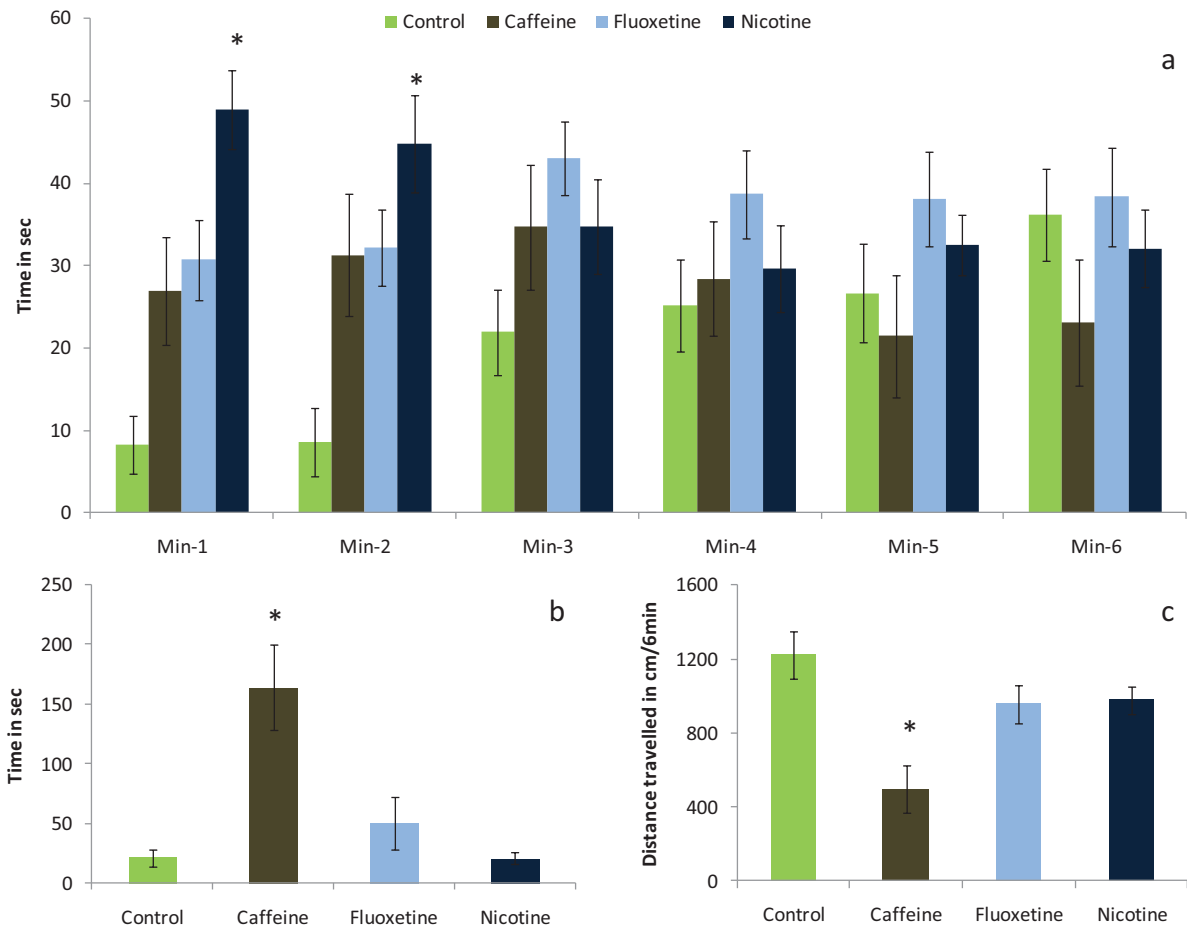 Control Caffeine Fluoxetine Nicotine
a
*
*
Time in sec
60
50
40
30
20
10
0
Min-1 Min-2 Min-3 Min-4 Min-5 Min-6
b
*
Time in sec
250
200
150
100
50
0
Control Caffeine Fluoxetine Nicotine
c
*
Distance travelled in cm/6min
1600
1200
800
400
0
Control Caffeine Fluoxetine Nicotine